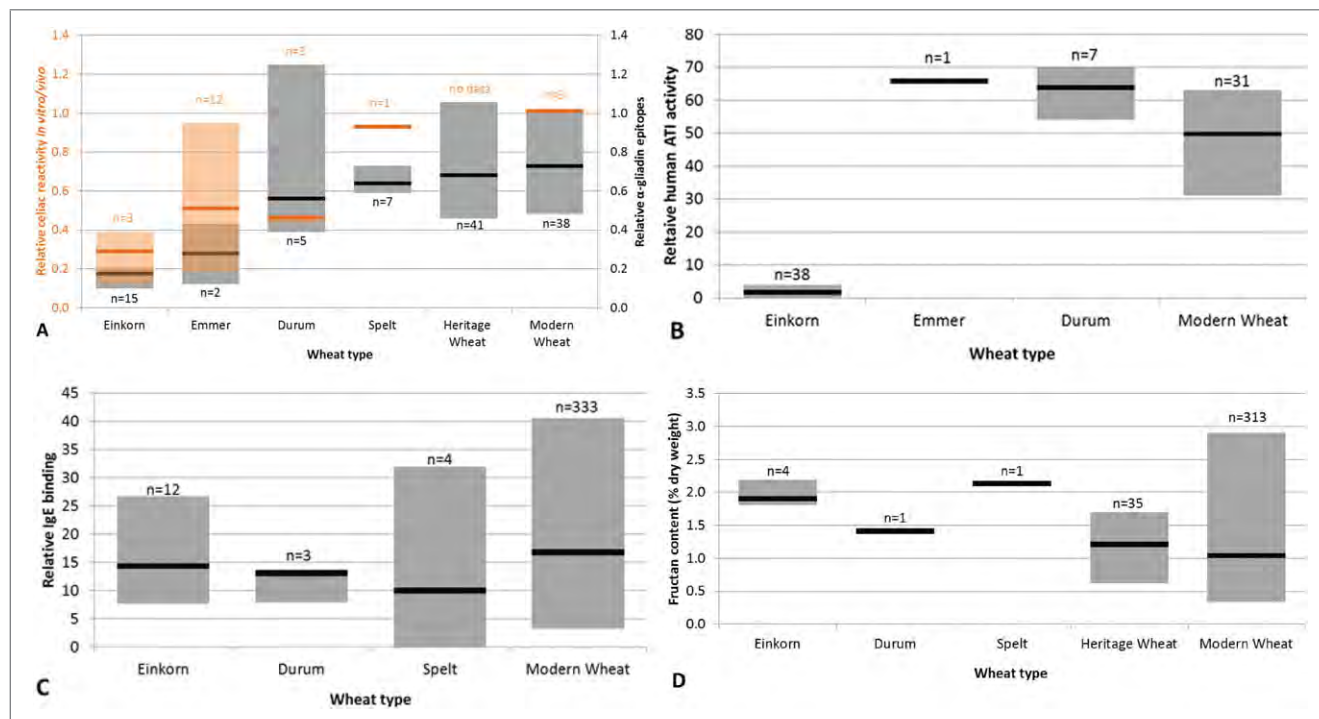 1.4
1.2
1.0
0.8
0.6
0.4
0.2
0.0
Relative celiac reactivity in vitro/vivo
n=3
n=12
n=1
no data
n=15
n=2
n=5
n=7
n=41
n=38
1.4
1.2
1.0
0.8
0.6
0.4
0.2
0.0
Relative α-gliadin epitopes
Einkorn
Emmer
Durum
Spelt
Heritage Wheat
Modern Wheat
Wheat type
A
80
70
60
50
40
30
20
10
0
Reltaive human ATI activity
n=38
n=1
n=7
n=31
Einkorn
Emmer
Durum
Modern Wheat
Wheat type
B
45
40
35
30
25
20
15
10
5
0
Relative IgE binding
n=12
n=3
n=4
n=333
Einkorn
Durum
Spelt
Modern Wheat
Wheat type
C
3.5
3.0
2.5
2.0
1.5
1.0
0.5
0.0
Fructan content (% dry weight)
n=4
n=1
n=1
n=35
n=313
Einkorn
Durum
Spelt
Heritage Wheat
Modern Wheat
Wheat type
D